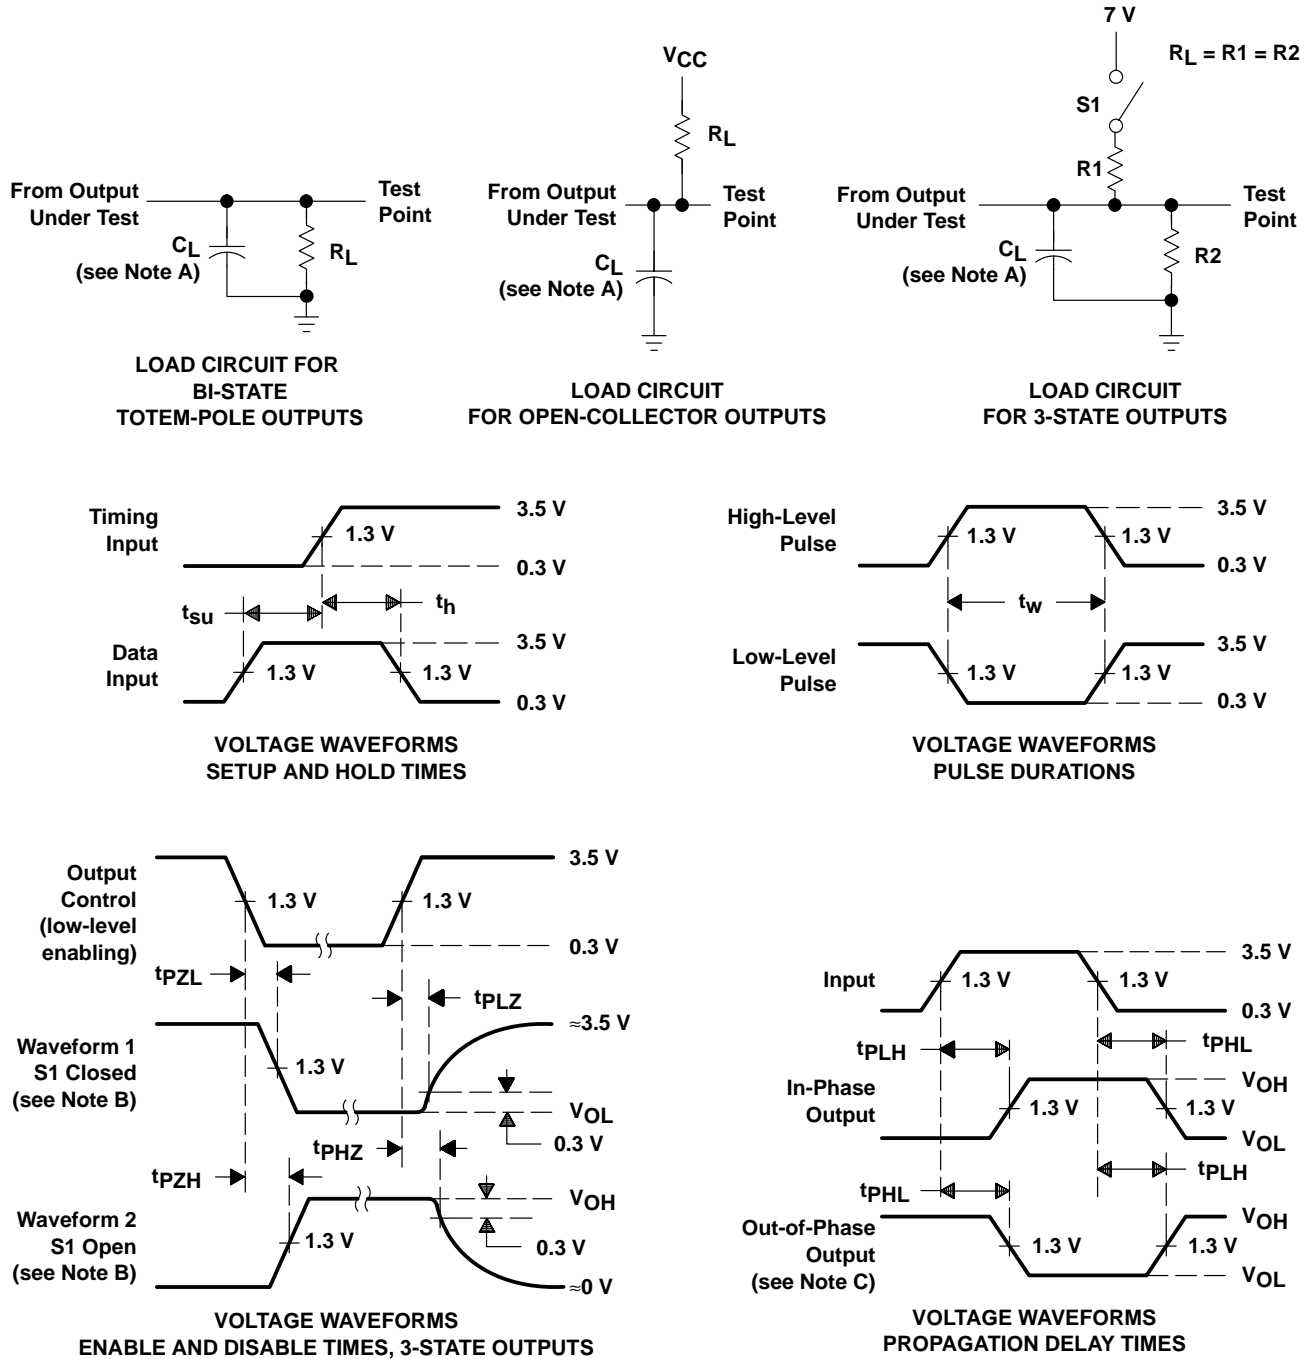 VCC
RL
From Output
Under Test
Test
Point
CL
(see Note A)
RL
LOAD CIRCUIT FOR
BI-STATE
TOTEM-POLE OUTPUTS
From Output
Under Test
Test
Point
CL
(see Note A)
LOAD CIRCUIT
FOR OPEN-COLLECTOR OUTPUTS
7 V
RL = R1 = R2
S1
R1
From Output
Under Test
Test
Point
CL
(see Note A)
R2
LOAD CIRCUIT
FOR 3-STATE OUTPUTS
Timing
Input
1.3 V
3.5 V
0.3 V
tsu
th
Data
Input
1.3 V
1.3 V
3.5 V
0.3 V
VOLTAGE WAVEFORMS
SETUP AND HOLD TIMES
High-Level
Pulse
1.3 V
1.3 V
3.5 V
0.3 V
tw
Low-Level
Pulse
1.3 V
1.3 V
3.5 V
0.3 V
VOLTAGE WAVEFORMS
PULSE DURATIONS
Output
Control
(low-level
enabling)
1.3 V
1.3 V
3.5 V
0.3 V
tPZL
tPLZ
Waveform 1
S1 Closed
(see Note B)
1.3 V
≈3.5 V
VOL
0.3 V
tPZH
tPHZ
Waveform 2
S1 Open
(see Note B)
1.3 V
VOH
0.3 V
≈0 V
VOLTAGE WAVEFORMS
ENABLE AND DISABLE TIMES, 3-STATE OUTPUTS
Input
1.3 V
1.3 V
3.5 V
0.3 V
tPLH
tPHL
In-Phase
Output
1.3 V
1.3 V
VOH
VOL
tPHL
tPLH
Out-of-Phase
Output
(see Note C)
1.3 V
1.3 V
VOH
VOL
VOLTAGE WAVEFORMS
PROPAGATION DELAY TIMES